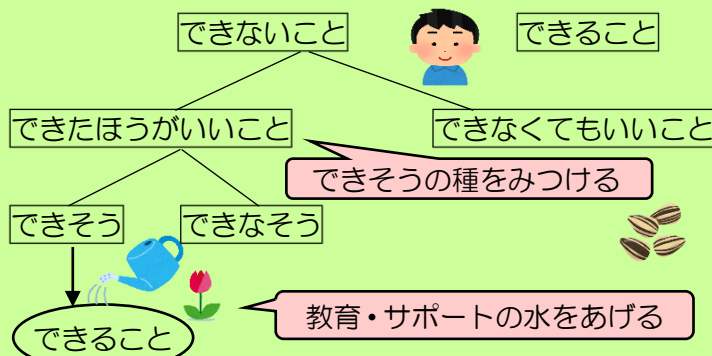 できないこと
できること
できたほうがいいこと
できなくてもいいこと
できそうの種をみつける
できそう
できなそう
教育・サポートの水をあげる
できること